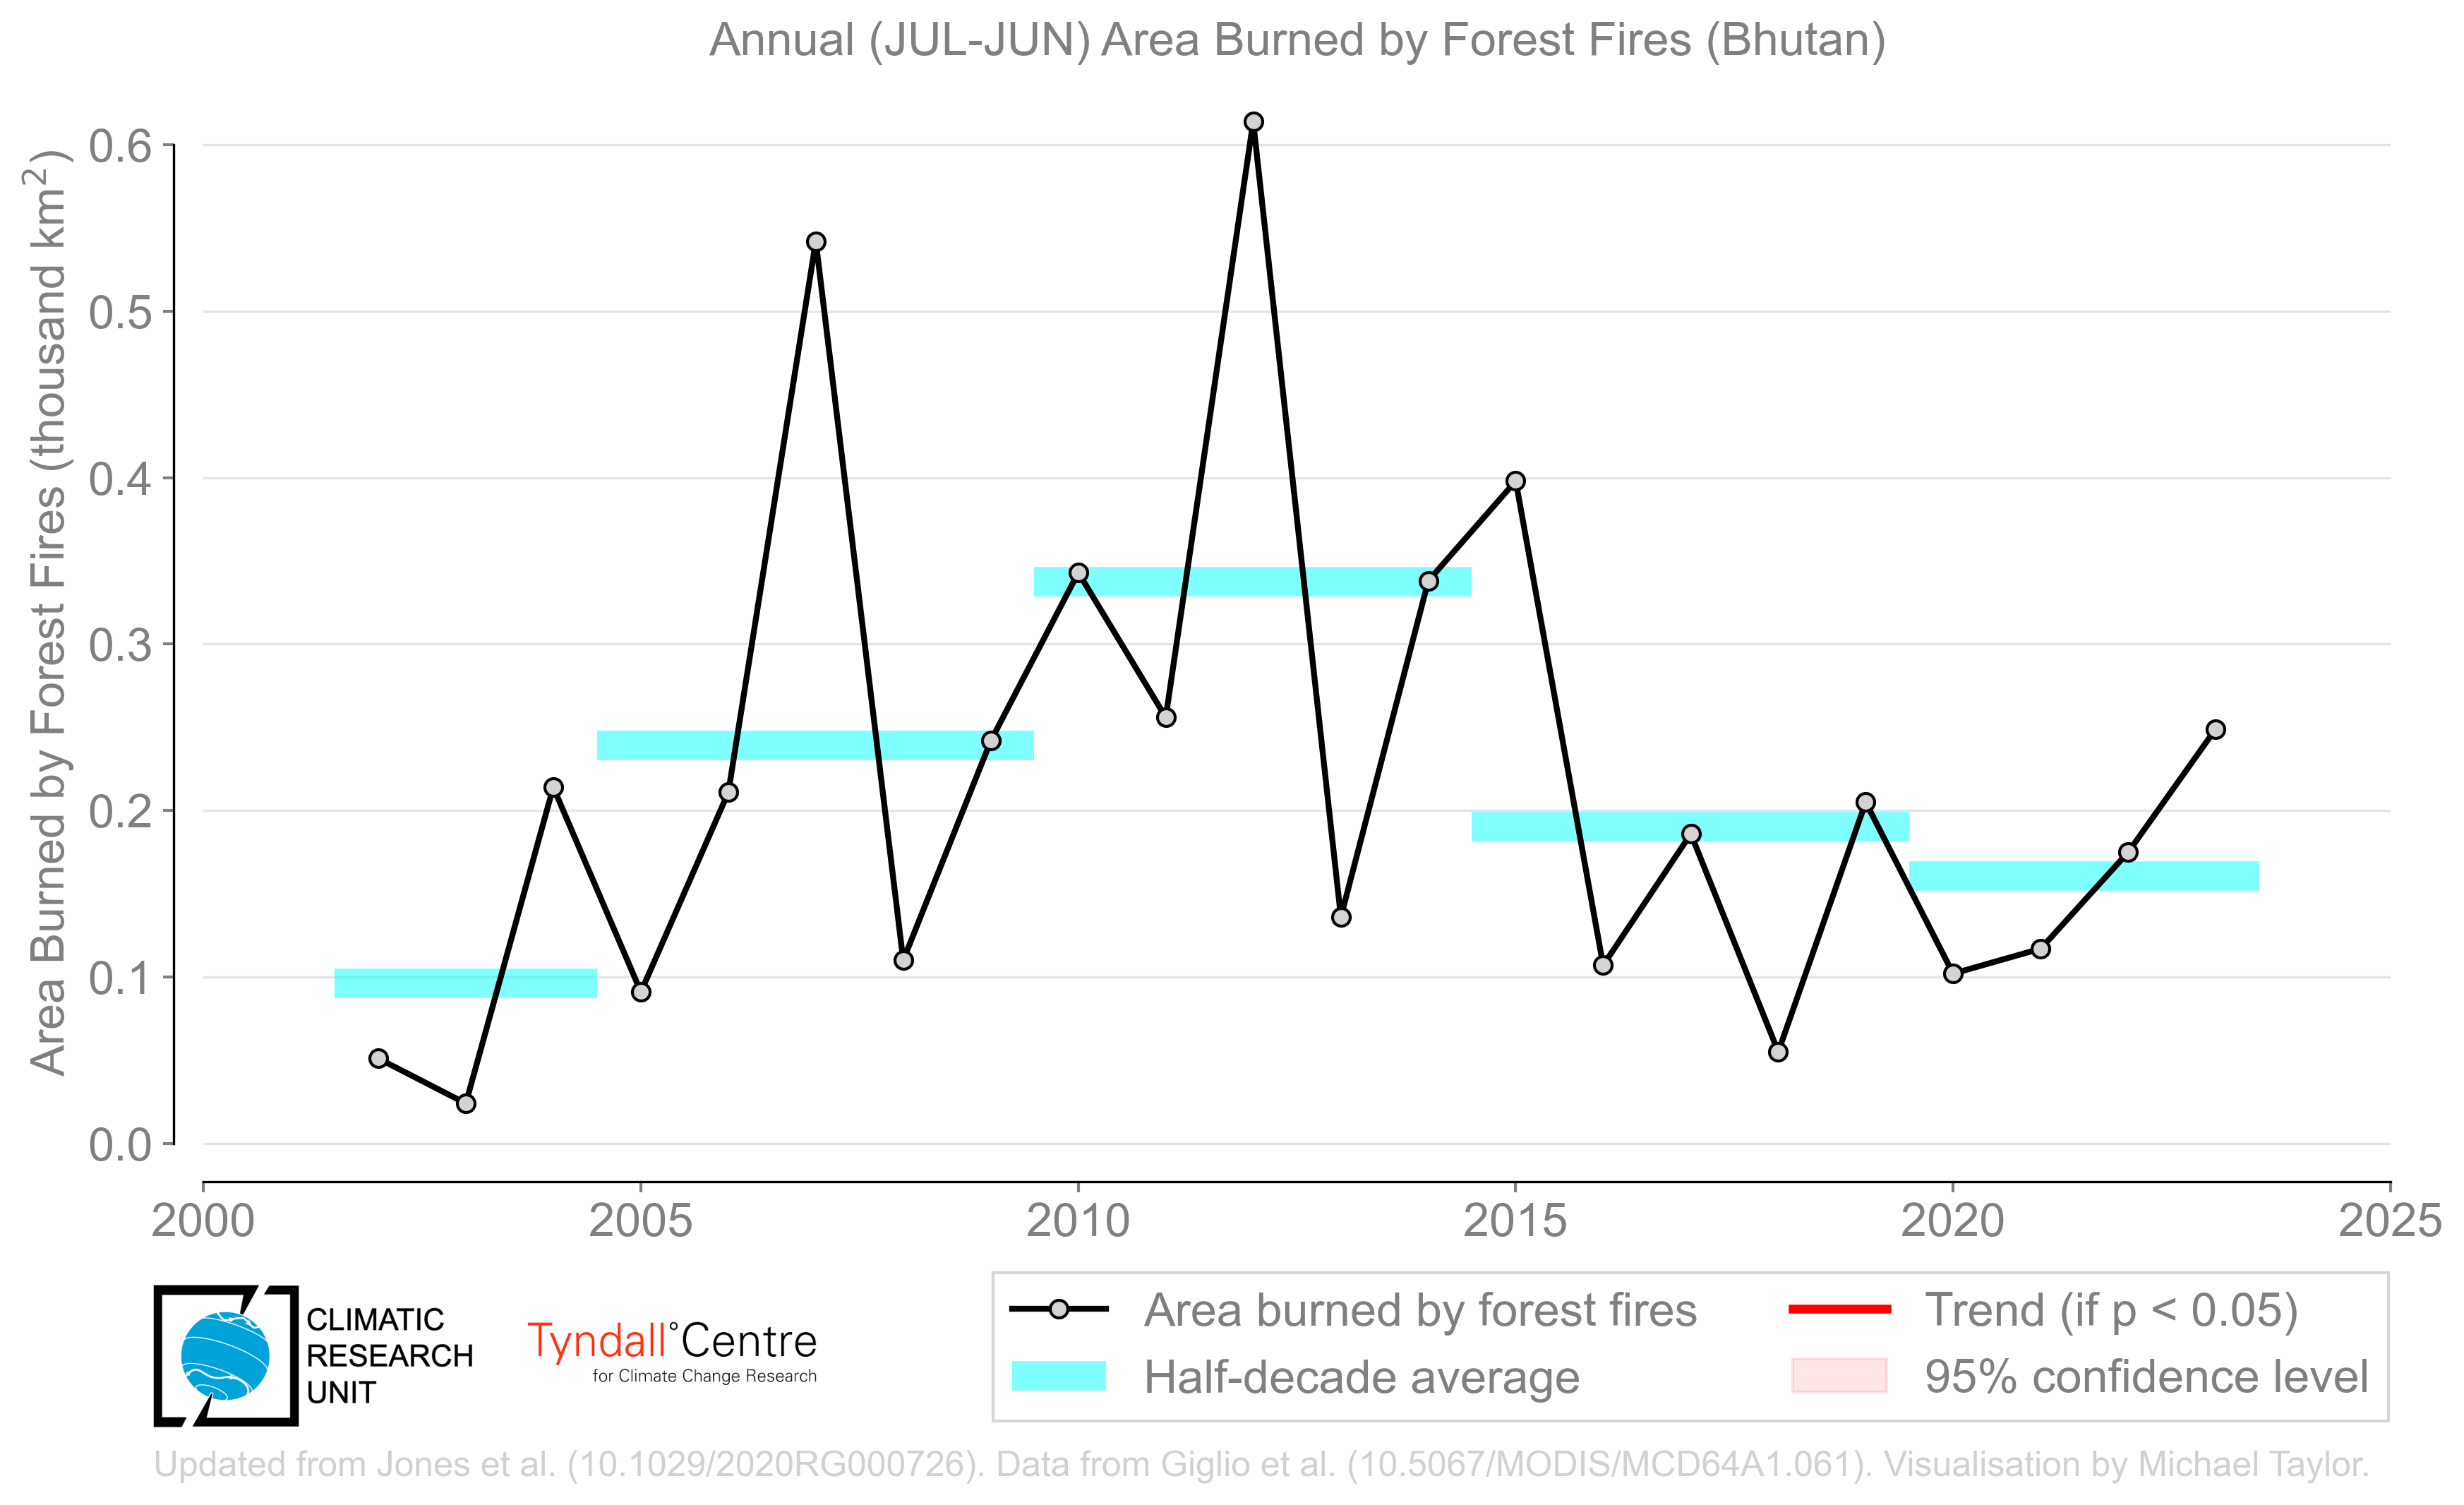 Annual (JUL-JUN) Area Burned by Forest Fires (Bhutan)
Area Burned by Forest Fires (thousand km²)
0.6
0.5
0.4
0.3
0.2
0.1
0.0
2000 2005 2010 2015 2020 2025
CLIMATIC
RESEARCH
UNIT
Tyndall°Centre
for Climate Change Research
Area burned by forest fires
Half-decade average
Trend (if p < 0.05)
95% confidence level
Updated from Jones et al. (10.1029/2020RG000726). Data from Giglio et al. (10.5067/MODIS/MCD64A1.061). Visualisation by Michael Taylor.